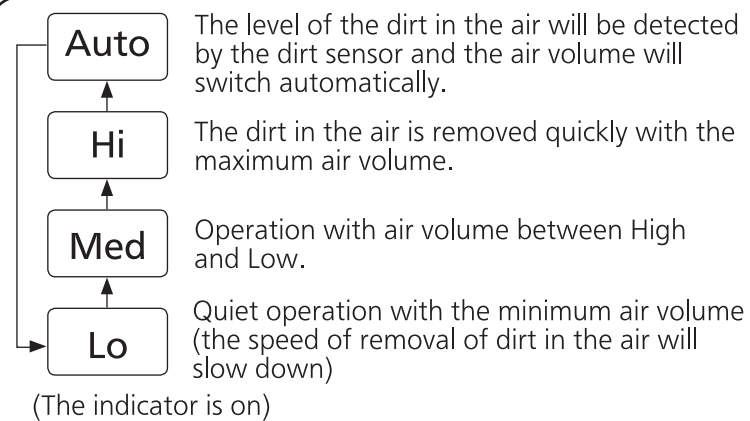 Auto
The level of the dirt in the air will be detected
by the dirt sensor and the air volume will
switch automatically.
Hi
The dirt in the air is removed quickly with the
maximum air volume.
Med
Operation with air volume between High
and Low.
Lo
Quiet operation with the minimum air volume
(the speed of removal of dirt in the air will
slow down)
(The indicator is on)